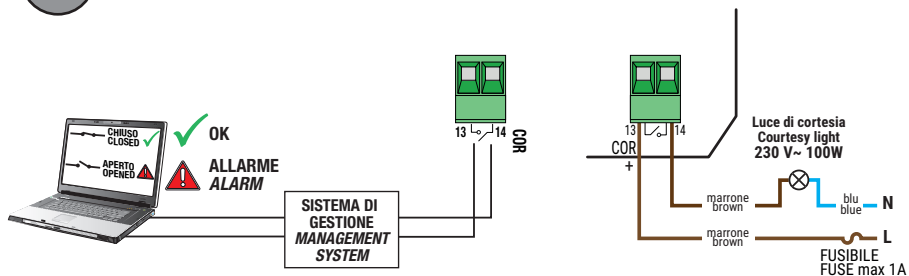 CHIUSO
CLOSED
APERTO
OPENED
OK
ALLARME
ALARM
SISTEMA DI
GESTIONE
MANAGEMENT
SYSTEM
13 14
COR
13 14
COR
+
Luce di cortesia
Courtesy light
230 V~ 100W
marrone
brown
blu
blue
N
marrone
brown
L
FUSIBILE
FUSE max 1A